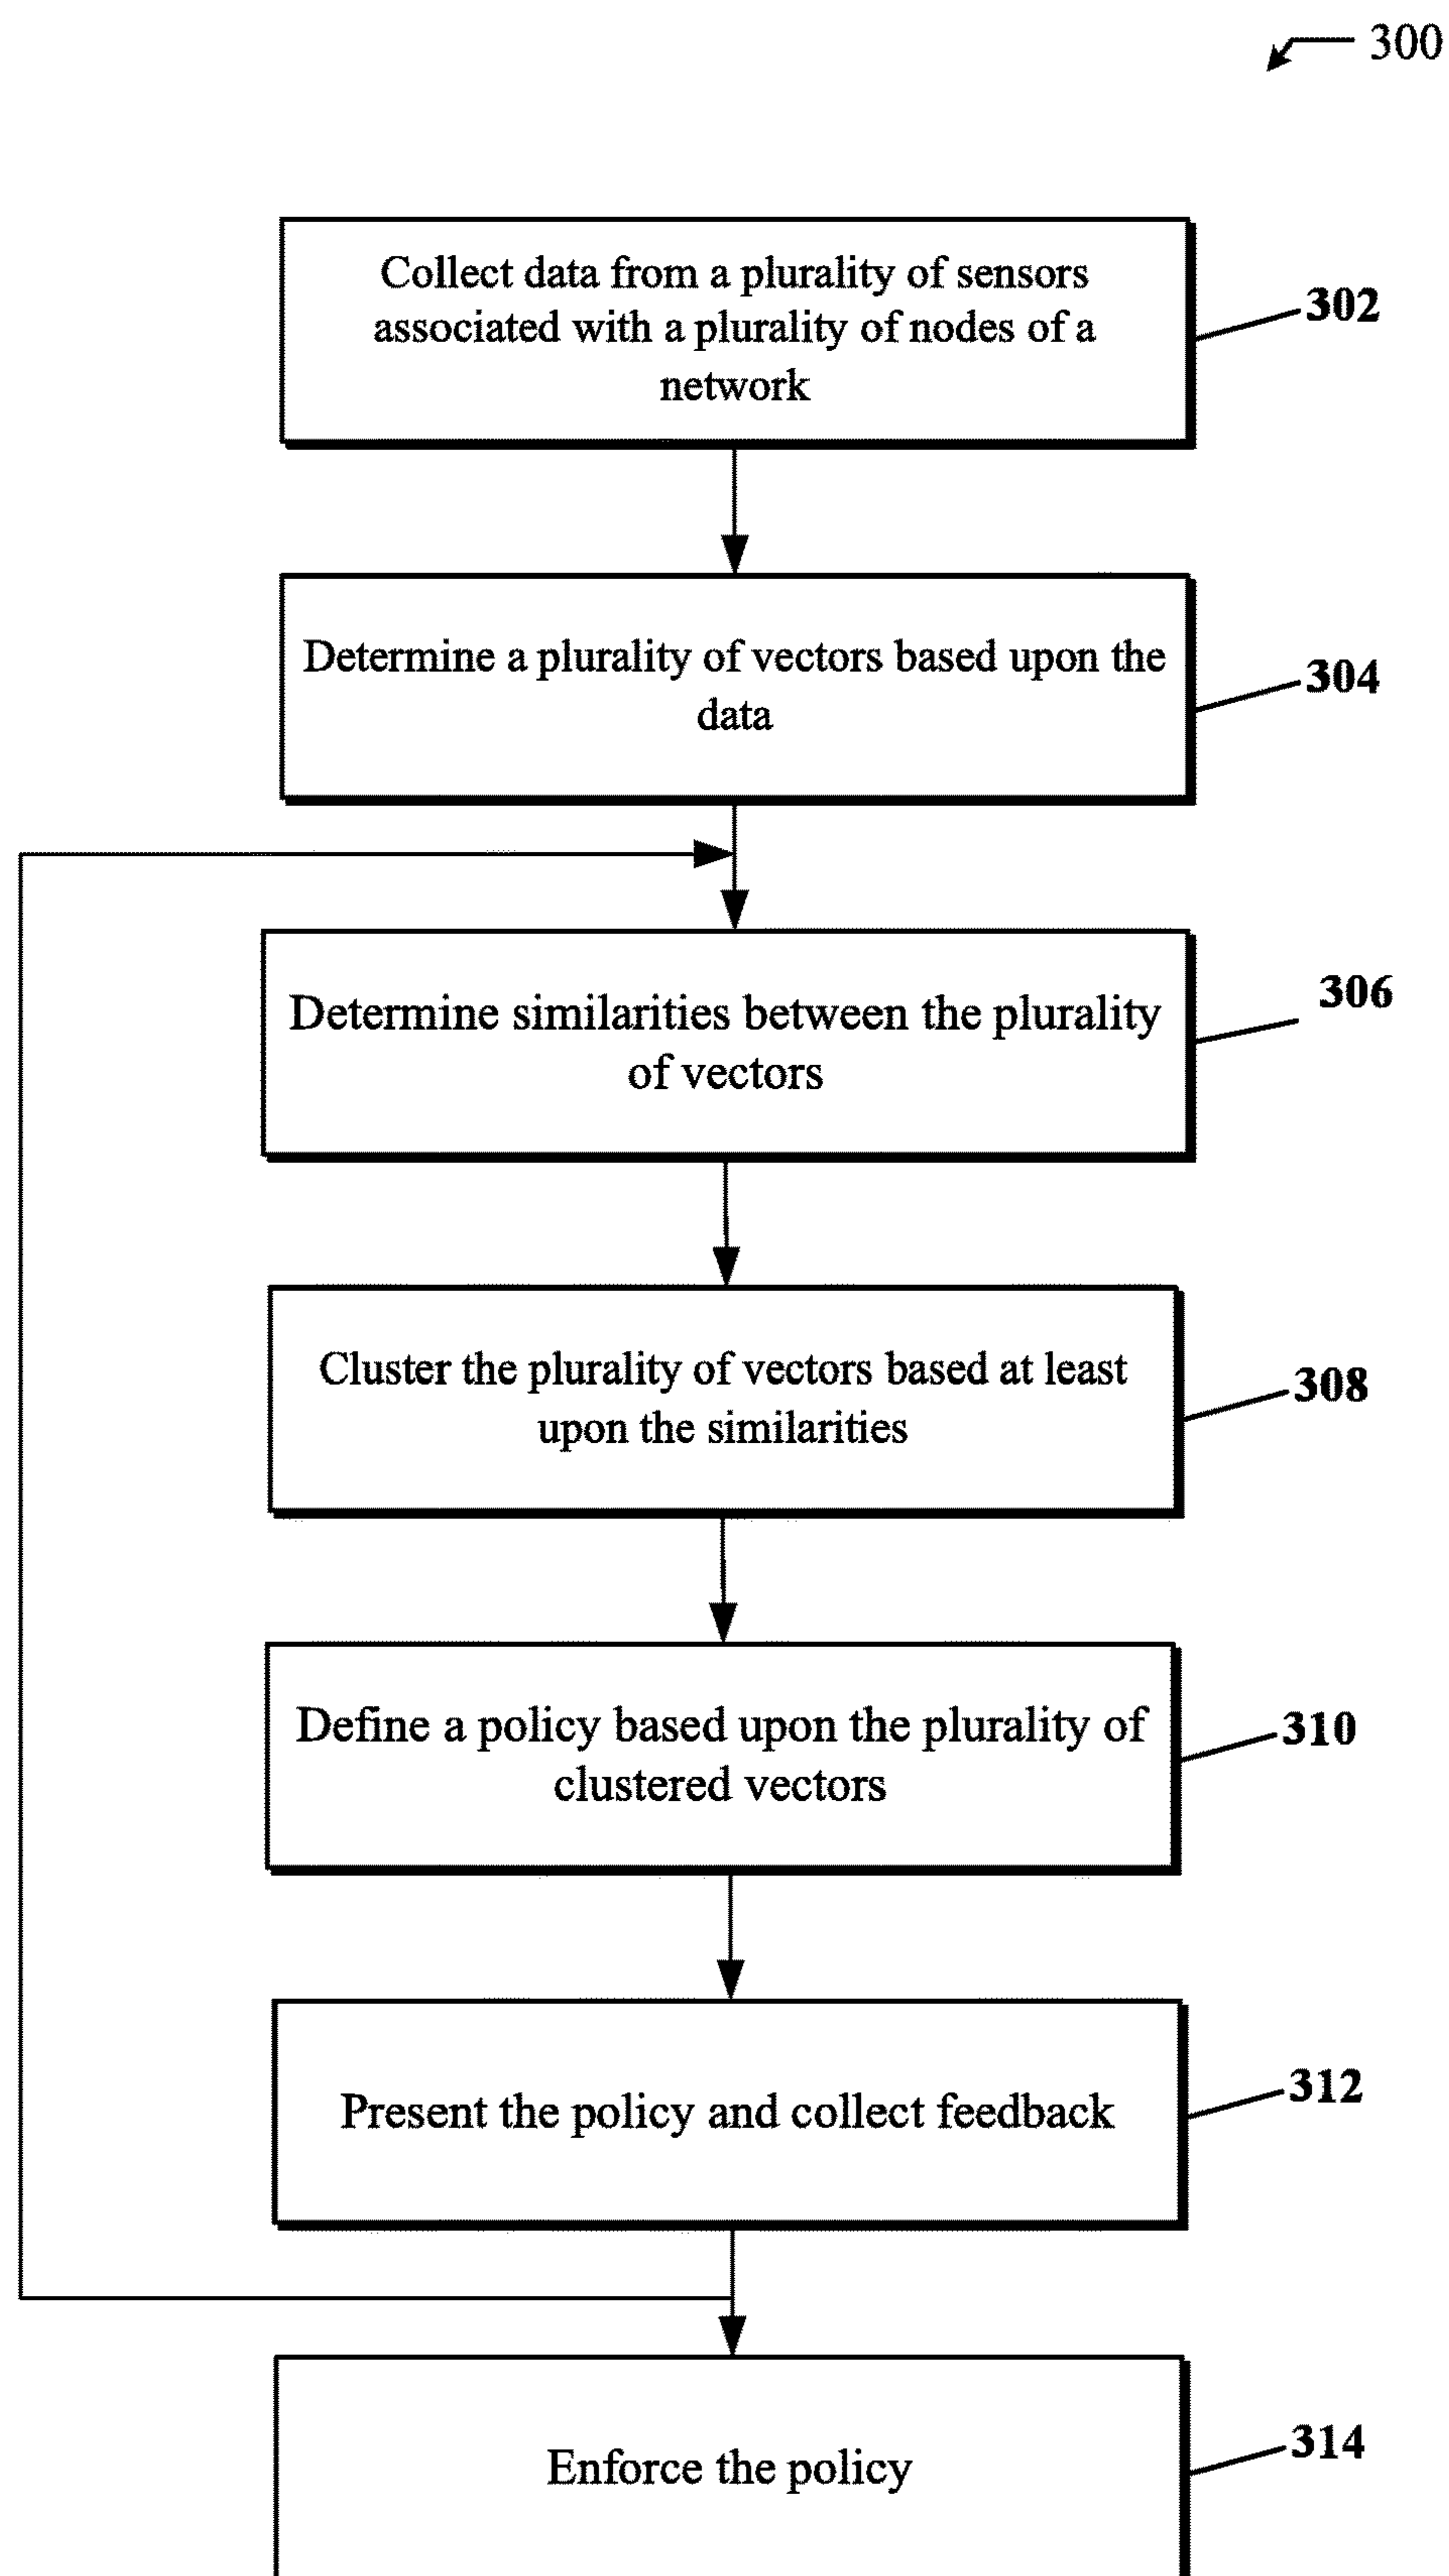 300
Collect data from a plurality of sensors
associated with a plurality of nodes of a
network
302
Determine a plurality of vectors based upon the
data
304
Determine similarities between the plurality
of vectors
306
Cluster the plurality of vectors based at least
upon the similarities
308
Define a policy based upon the plurality of
clustered vectors
310
Present the policy and collect feedback
312
Enforce the policy
314